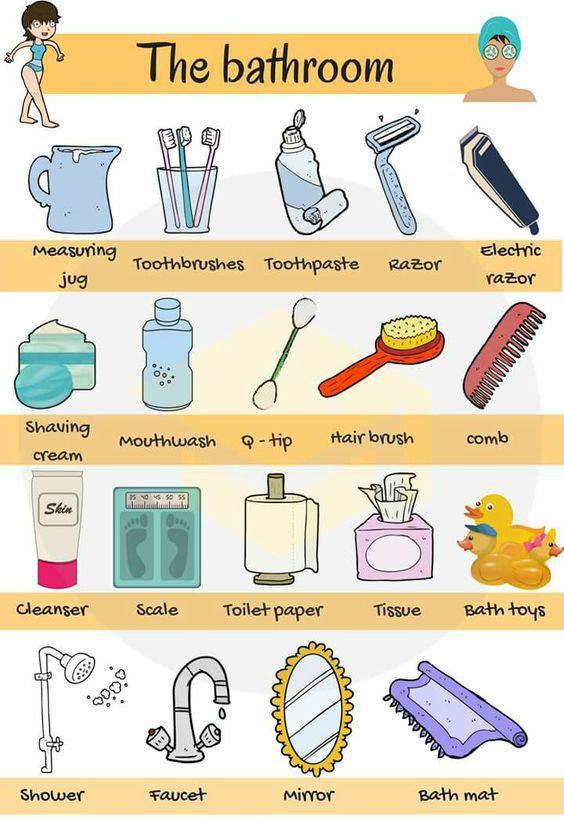 The bathroom
Measuring jug
Toothbrushes
Toothpaste
Razor
Electric razor
Shaving cream
Mouthwash
Q - tip
Hair brush
comb
Skin
35 40 45 50 55
Cleanser
Scale
Toilet paper
Tissue
Bath toys
Shower
Faucet
Mirror
Bath mat